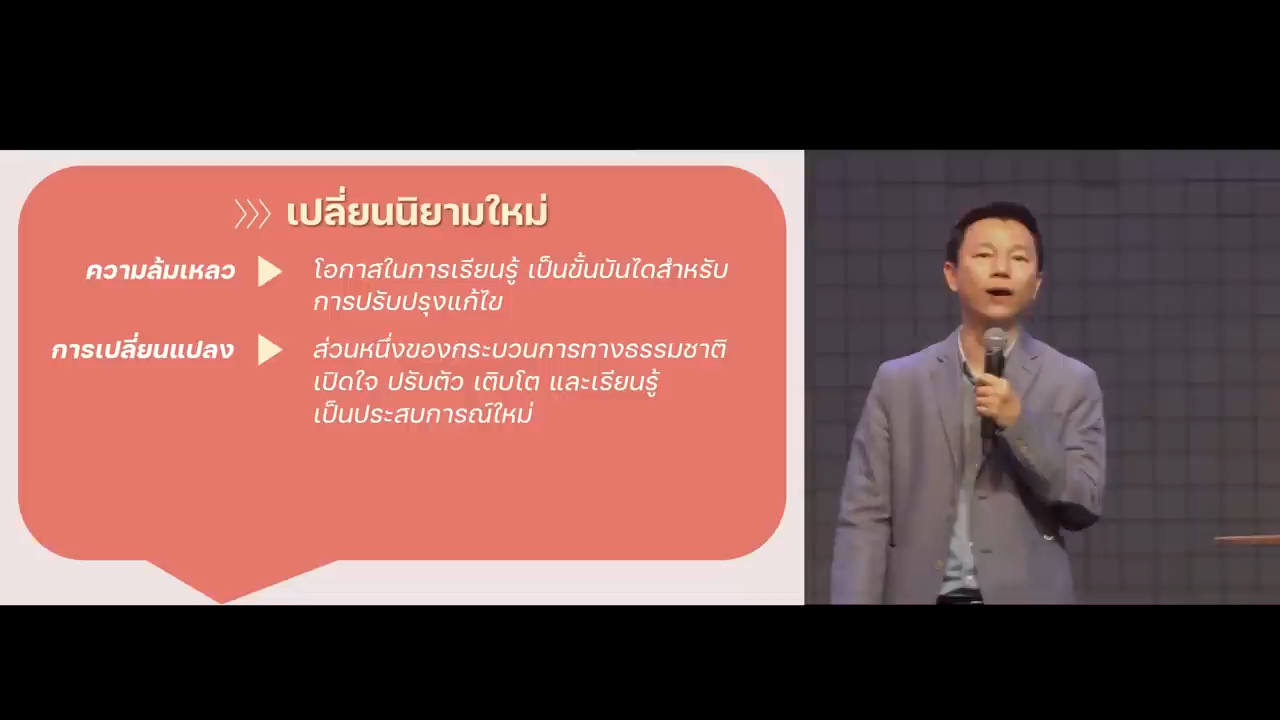 เปลี่ยนนิยามใหม่
ความล้มเหลว โอกาสในการเรียนรู้ เป็นขั้นบันไดสำหรับ
การปรับปรุงแก้ไข
การเปลี่ยนแปลง ส่วนหนึ่งของกระบวนการทางธรรมชาติ
เปิดใจ ปรับตัว เติบโต และเรียนรู้
เป็นประสบการณ์ใหม่